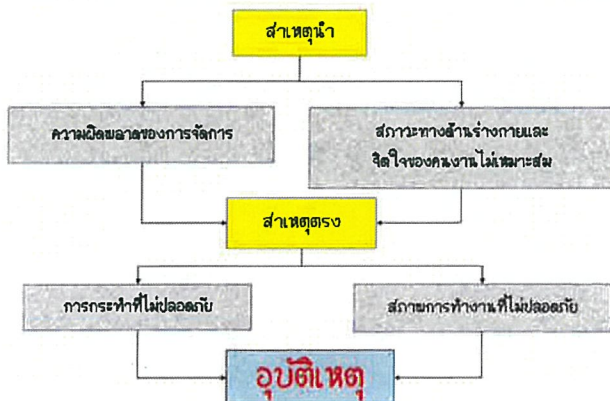 สาเหตุนำ
ความผิดพลาดของการจัดการ
สภาวะทางด้านร่างกายและ
จิตใจของคนงานไม่เหมาะสม
สาเหตุตรง
การกระทำที่ไม่ปลอดภัย
สภาพการทำงานที่ไม่ปลอดภัย
อุบัติเหตุ